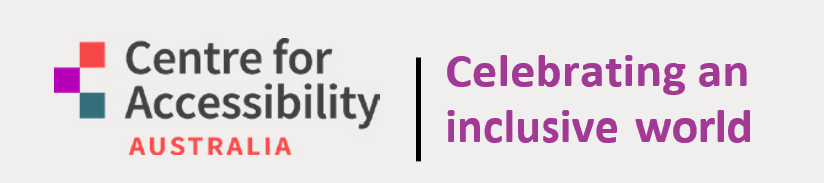 Centre for
Accessibility
AUSTRALIA
Celebrating an
inclusive world